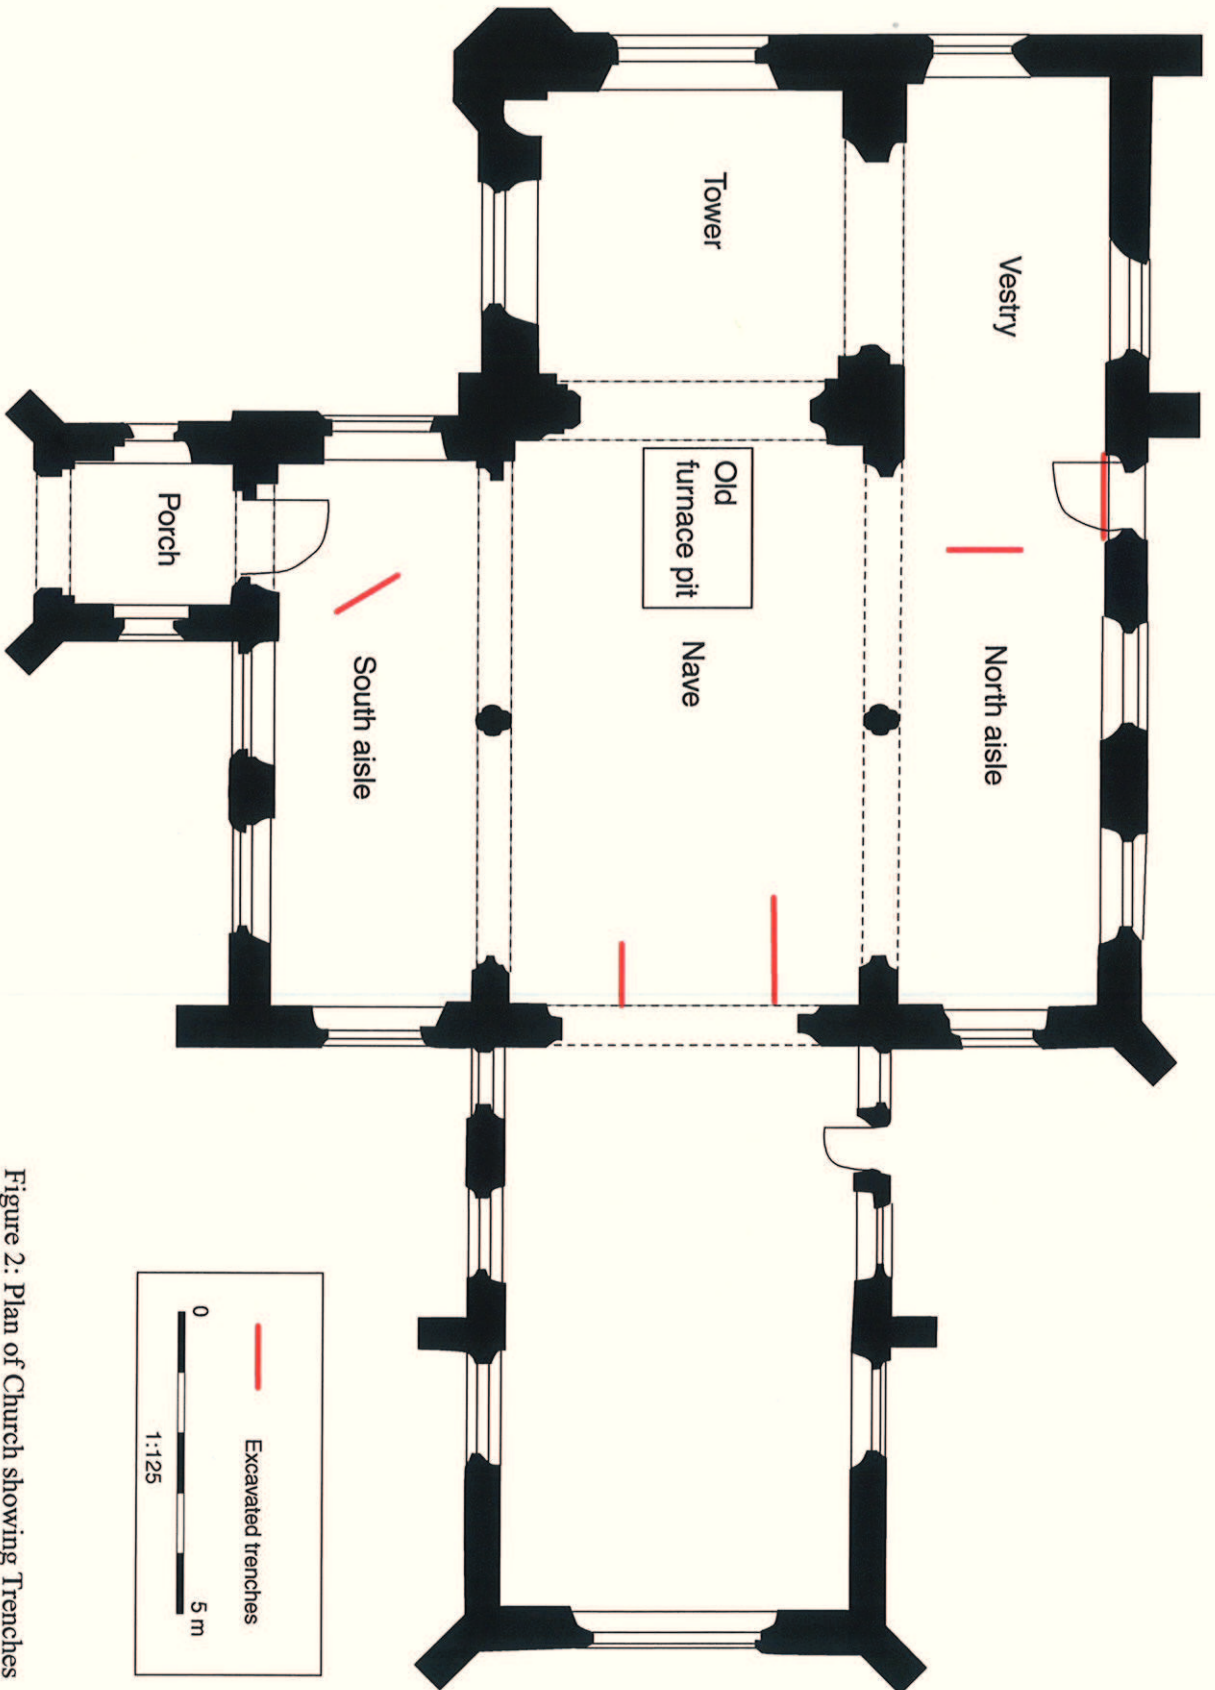 Vestry
North aisle
Tower
Old
furnace pit
Nave
Porch
South aisle
Excavated trenches
0
5 m
1:125
Figure 2: Plan of Church showing Trenches